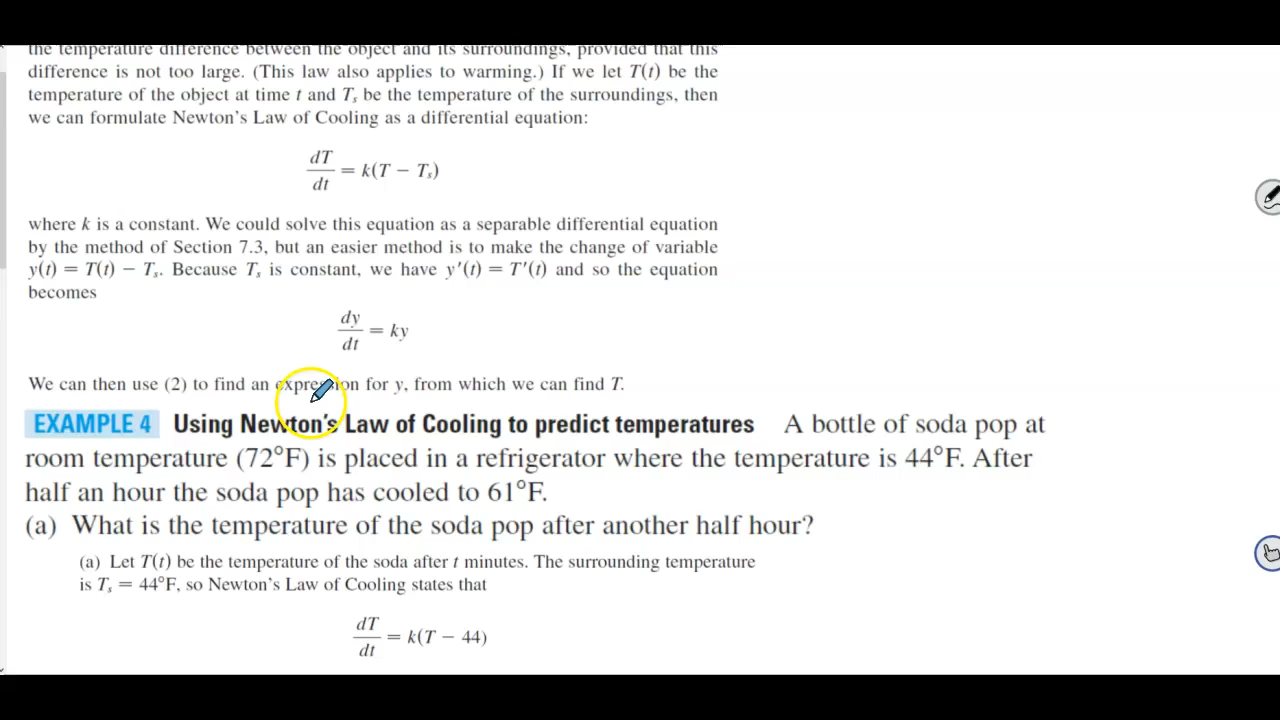 the temperature difference between the object and its surroundings, provided that this
difference is not too large. (This law also applies to warming.) If we let T(t) be the
temperature of the object at time t and Tₛ be the temperature of the surroundings, then
we can formulate Newton's Law of Cooling as a differential equation:
dT/dt = k(T − Tₛ)
where k is a constant. We could solve this equation as a separable differential equation
by the method of Section 7.3, but an easier method is to make the change of variable
y(t) = T(t) − Tₛ. Because Tₛ is constant, we have y′(t) = T′(t) and so the equation
becomes
dy/dt = ky
We can then use (2) to find an expression for y, from which we can find T.
EXAMPLE 4 Using Newton's Law of Cooling to predict temperatures A bottle of soda pop at
room temperature (72°F) is placed in a refrigerator where the temperature is 44°F. After
half an hour the soda pop has cooled to 61°F.
(a) What is the temperature of the soda pop after another half hour?
(a) Let T(t) be the temperature of the soda after t minutes. The surrounding temperature
is Tₛ = 44°F, so Newton's Law of Cooling states that
dT/dt = k(T − 44)